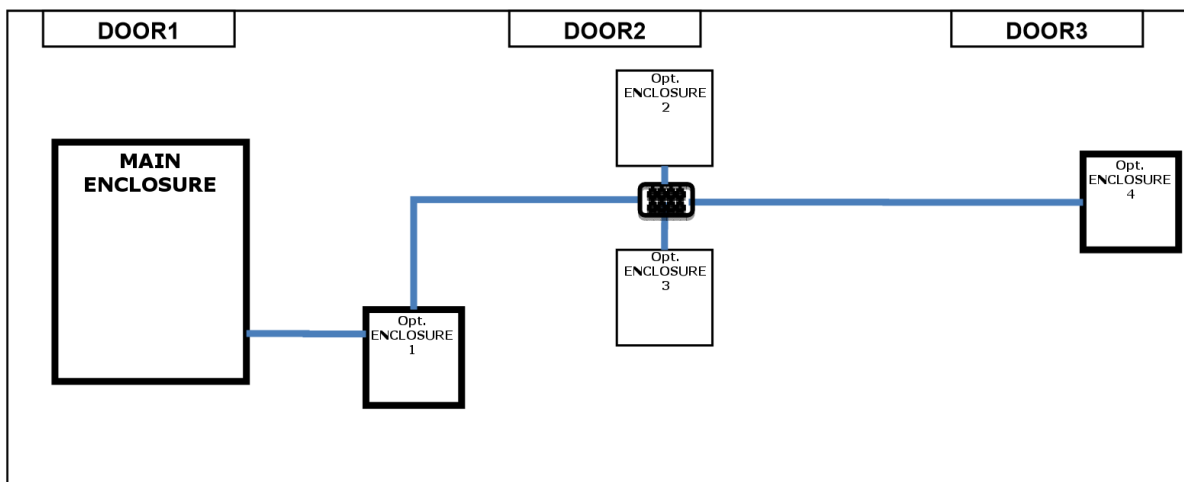 DOOR1
DOOR2
DOOR3
Opt.
ENCLOSURE
2
MAIN
ENCLOSURE
Opt.
ENCLOSURE
4
Opt.
ENCLOSURE
3
Opt.
ENCLOSURE
1